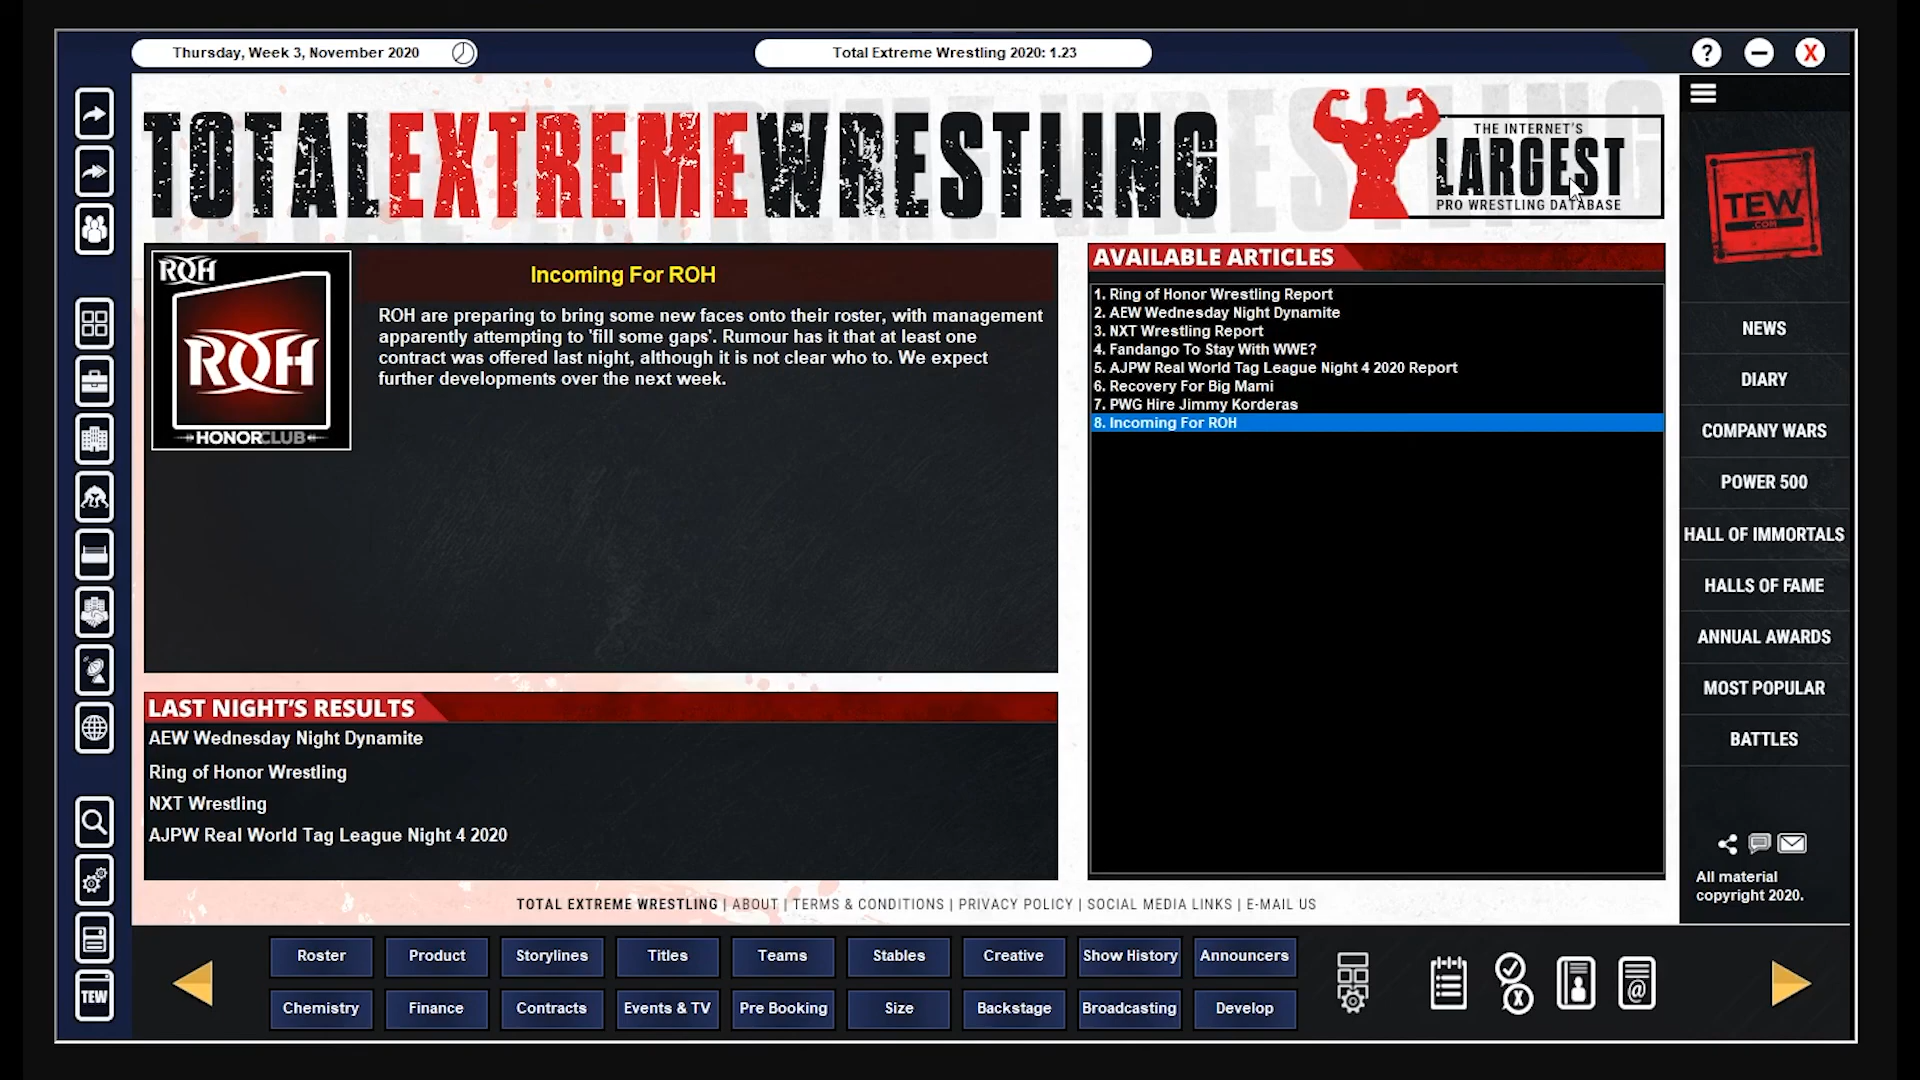 Thursday, Week 3, November 2020
Total Extreme Wrestling 2020: 1.23
?
X
TOTALEXTREMEWRESTLING
THE INTERNET'S
LARGEST
PRO WRESTLING DATABASE
TEW
.COM
ROH
ROH
HONORCLUB
Incoming For ROH
ROH are preparing to bring some new faces onto their roster, with management
apparently attempting to 'fill some gaps'. Rumour has it that at least one
contract was offered last night, although it is not clear who to. We expect
further developments over the next week.
AVAILABLE ARTICLES
1. Ring of Honor Wrestling Report
2. AEW Wednesday Night Dynamite
3. NXT Wrestling Report
4. Fandango To Stay With WWE?
5. AJPW Real World Tag League Night 4 2020 Report
6. Recovery For Big Mami
7. PWG Hire Jimmy Korderas
8. Incoming For ROH
NEWS
DIARY
COMPANY WARS
POWER 500
HALL OF IMMORTALS
HALLS OF FAME
ANNUAL AWARDS
MOST POPULAR
BATTLES
All material
copyright 2020.
LAST NIGHT'S RESULTS
AEW Wednesday Night Dynamite
Ring of Honor Wrestling
NXT Wrestling
AJPW Real World Tag League Night 4 2020
TOTAL EXTREME WRESTLING | ABOUT | TERMS & CONDITIONS | PRIVACY POLICY | SOCIAL MEDIA LINKS | E-MAIL US
TEW
Roster Product Storylines Titles Teams Stables Creative Show History Announcers
Chemistry Finance Contracts Events & TV Pre Booking Size Backstage Broadcasting Develop